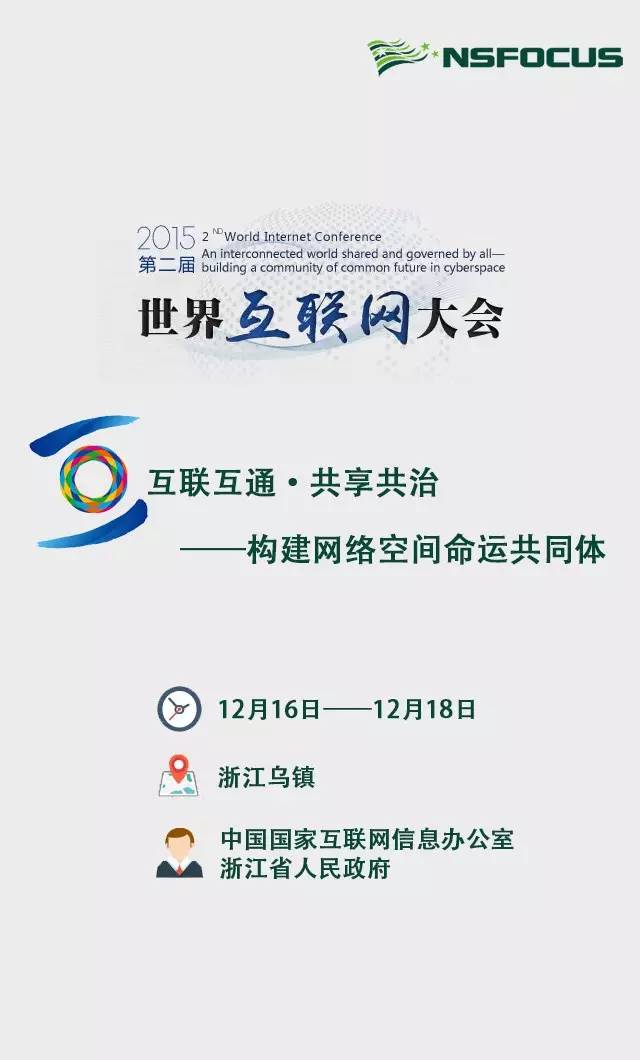 NSFOCUS
2015
2 ND World Internet Conference
第二届
An interconnected world shared and governed by all—
building a community of common future in cyberspace
世界互联网大会
互联互通·共享共治
——构建网络空间命运共同体
12月16日——12月18日
浙江乌镇
中国国家互联网信息办公室
浙江省人民政府